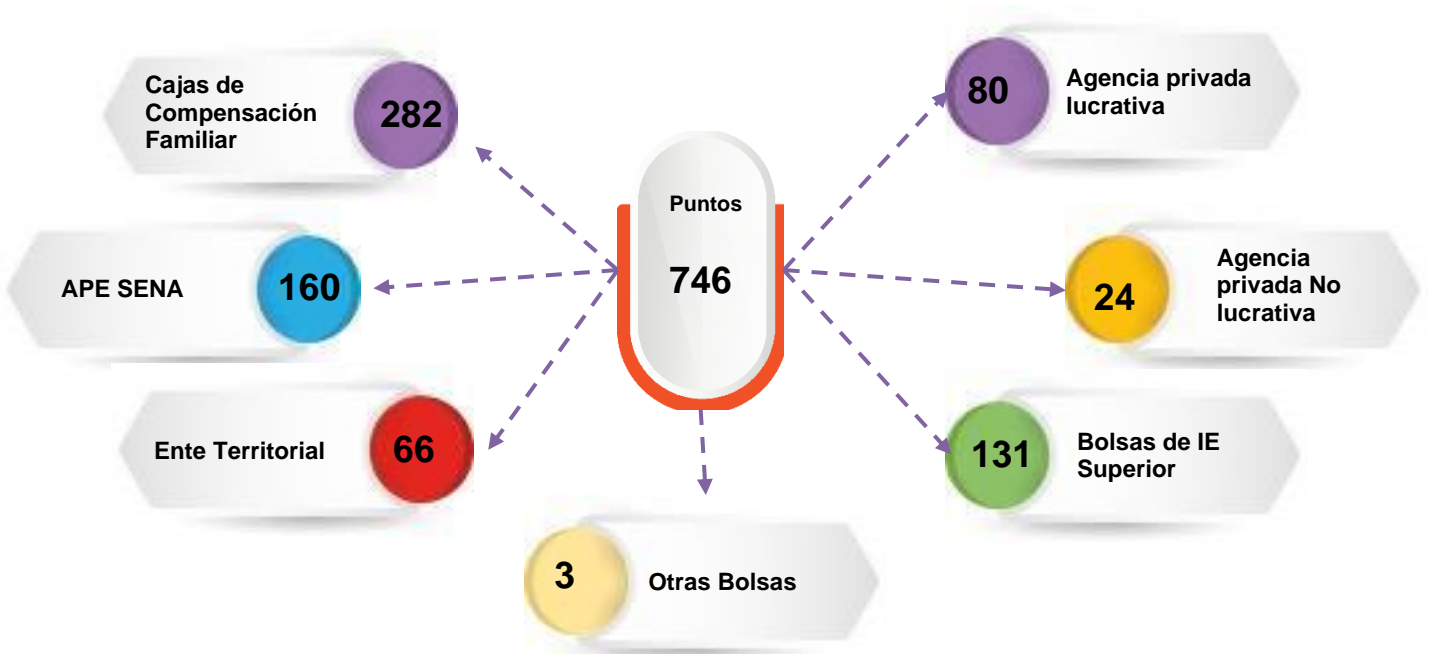 Cajas de
Compensación
Familiar
282
APE SENA
160
Ente Territorial
66
Puntos
746
3
Otras Bolsas
80
Agencia privada
lucrativa
24
Agencia
privada No
lucrativa
131
Bolsas de IE
Superior